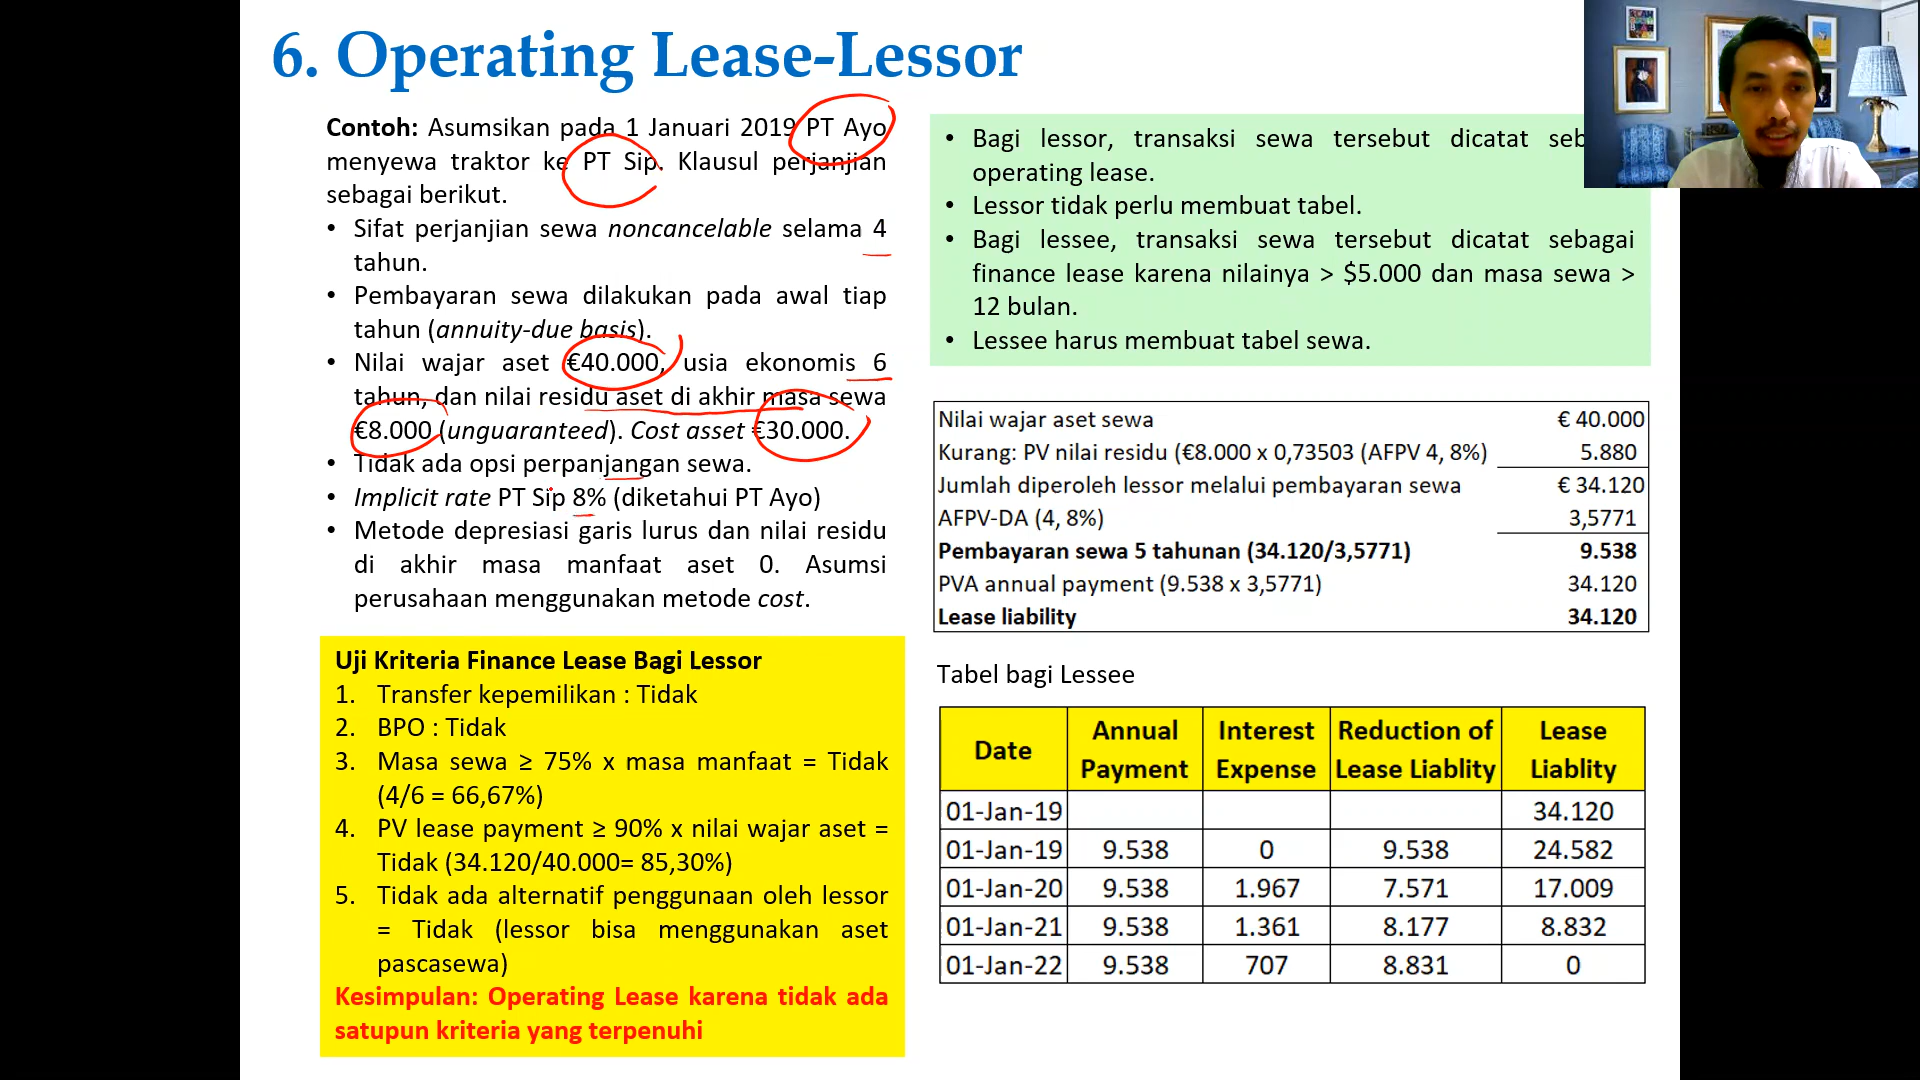 6. Operating Lease-Lessor
Contoh: Asumsikan pada 1 Januari 2019 PT Ayo
menyewa traktor ke PT Sip. Klausul perjanjian
sebagai berikut.
• Sifat perjanjian sewa noncancelable selama 4
tahun.
• Pembayaran sewa dilakukan pada awal tiap
tahun (annuity-due basis).
• Nilai wajar aset €40.000, usia ekonomis 6
tahun, dan nilai residu aset di akhir masa sewa
€8.000 (unguaranteed). Cost asset €30.000.
• Tidak ada opsi perpanjangan sewa.
• Implicit rate PT Sip 8% (diketahui PT Ayo)
• Metode depresiasi garis lurus dan nilai residu
di akhir masa manfaat aset 0. Asumsi
perusahaan menggunakan metode cost.
Uji Kriteria Finance Lease Bagi Lessor
1. Transfer kepemilikan : Tidak
2. BPO : Tidak
3. Masa sewa ≥ 75% x masa manfaat = Tidak
(4/6 = 66,67%)
4. PV lease payment ≥ 90% x nilai wajar aset =
Tidak (34.120/40.000= 85,30%)
5. Tidak ada alternatif penggunaan oleh lessor
= Tidak (lessor bisa menggunakan aset
pascasewa)
Kesimpulan: Operating Lease karena tidak ada
satupun kriteria yang terpenuhi
• Bagi lessor, transaksi sewa tersebut dicatat
operating lease.
• Lessor tidak perlu membuat tabel.
• Bagi lessee, transaksi sewa tersebut dicatat sebagai
finance lease karena nilainya > $5.000 dan masa sewa >
12 bulan.
• Lessee harus membuat tabel sewa.
Nilai wajar aset sewa € 40.000
Kurang: PV nilai residu (€8.000 x 0,73503 (AFPV 4, 8%) 5.880
Jumlah diperoleh lessor melalui pembayaran sewa € 34.120
AFPV-DA (4, 8%) 3,5771
Pembayaran sewa 5 tahunan (34.120/3,5771) 9.538
PVA annual payment (9.538 x 3,5771) 34.120
Lease liability 34.120
Tabel bagi Lessee
Date Annual Payment Interest Expense Reduction of Lease Liablity Lease Liablity
01-Jan-19 34.120
01-Jan-19 9.538 0 9.538 24.582
01-Jan-20 9.538 1.967 7.571 17.009
01-Jan-21 9.538 1.361 8.177 8.832
01-Jan-22 9.538 707 8.831 0